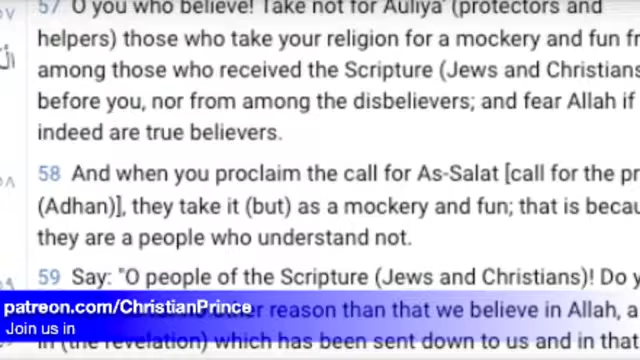 57 O you who believe! Take not for Auliya' (protectors and
helpers) those who take your religion for a mockery and fun
among those who received the Scripture (Jews and Christians
before you, nor from among the disbelievers; and fear Allah if
indeed are true believers.
58 And when you proclaim the call for As-Salat [call for the
(Adhan)], they take it (but) as a mockery and fun; that is
they are a people who understand not.
59 Say: "O people of the Scripture (Jews and Christians)! Do
reason than that we believe in Allah,
in (the revelation) which has been sent down to us and in that
patreon.com/ChristianPrince
Join us in